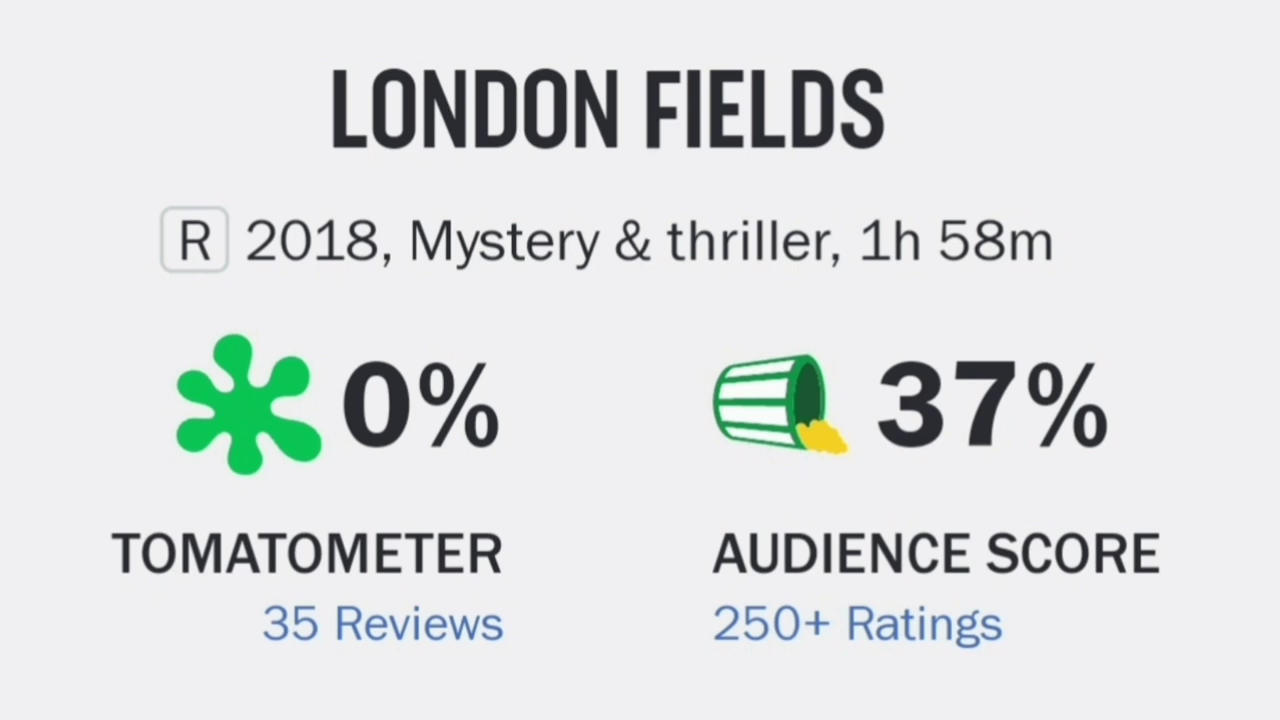 LONDON FIELDS
R 2018, Mystery & thriller, 1h 58m
0% 37%
TOMATOMETER AUDIENCE SCORE
35 Reviews 250+ Ratings